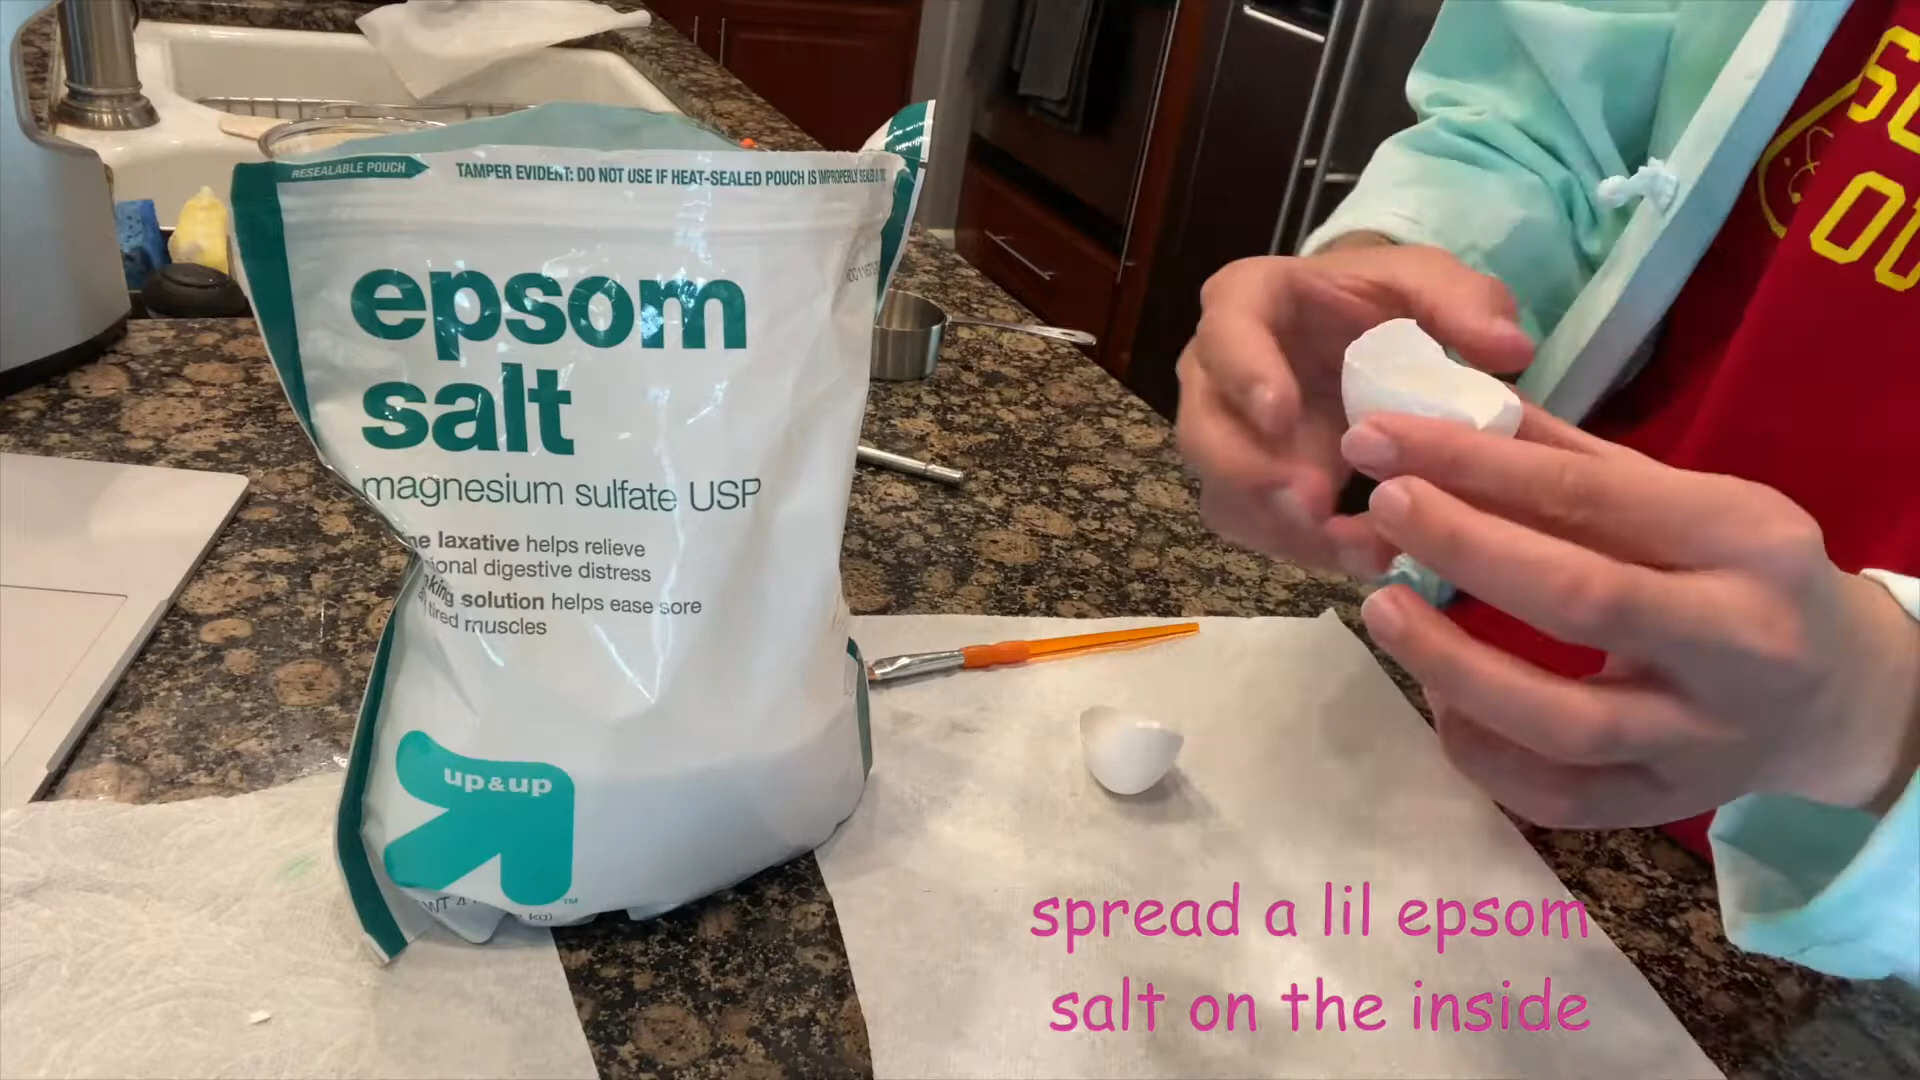 RESEALABLE POUCH
TAMPER EVIDENT: DO NOT USE IF HEAT-SEALED POUCH IS IMPROPERLY SEALED
epsom
salt
magnesium sulfate USP
laxative helps relieve
digestive distress
solution helps ease sore
tired muscles
up&up
TM
spread a lil epsom
salt on the inside